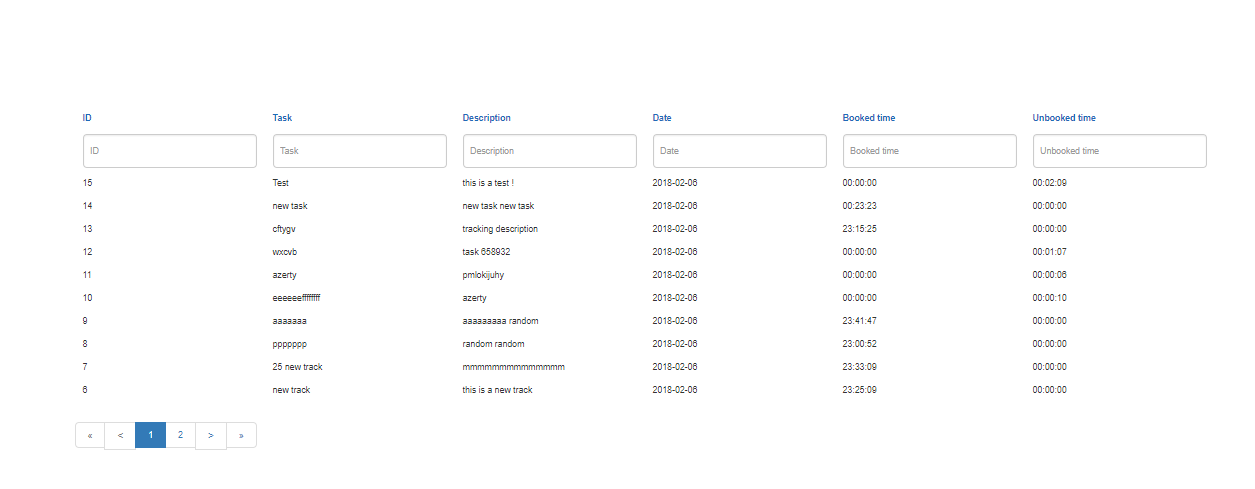 ID Task Description Date Booked time Unbooked time
ID Task Description Date Booked time Unbooked time
15 Test this is a test ! 2018-02-06 00:00:00 00:02:09
14 new task new task new task 2018-02-06 00:23:23 00:00:00
13 cftygv tracking description 2018-02-06 23:15:25 00:00:00
12 wxcvb task 658932 2018-02-06 00:00:00 00:01:07
11 azerty pmlokijuhy 2018-02-06 00:00:00 00:00:06
10 eeeeeefffffffff azerty 2018-02-06 00:00:00 00:00:10
9 aaaaaaa aaaaaaaaa random 2018-02-06 23:41:47 00:00:00
8 ppppppp random random 2018-02-06 23:00:52 00:00:00
7 25 new track mmmmmmmmmmmmmm 2018-02-06 23:33:09 00:00:00
6 new track this is a new track 2018-02-06 23:25:09 00:00:00
« < 1 2 > »